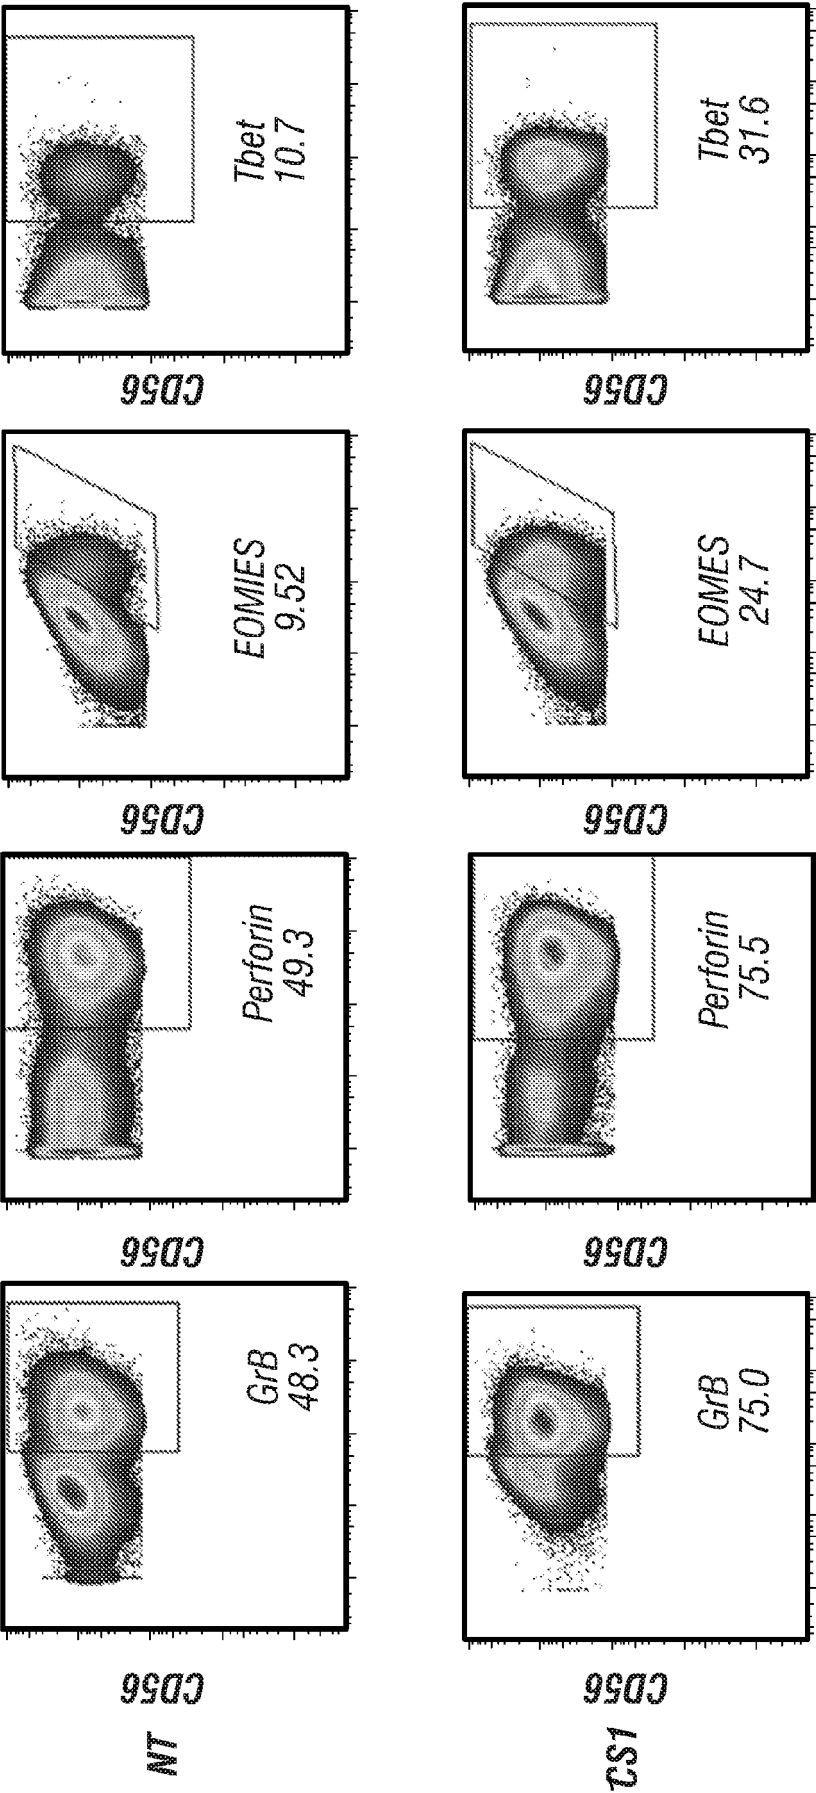 NT
CD56
GrB
48.3
CD56
Perforin
49.3
CD56
EOMIES
9.52
CD56
Tbet
10.7
CS1
CD56
GrB
75.0
CD56
Perforin
75.5
CD56
EOMES
24.7
CD56
Tbet
31.6